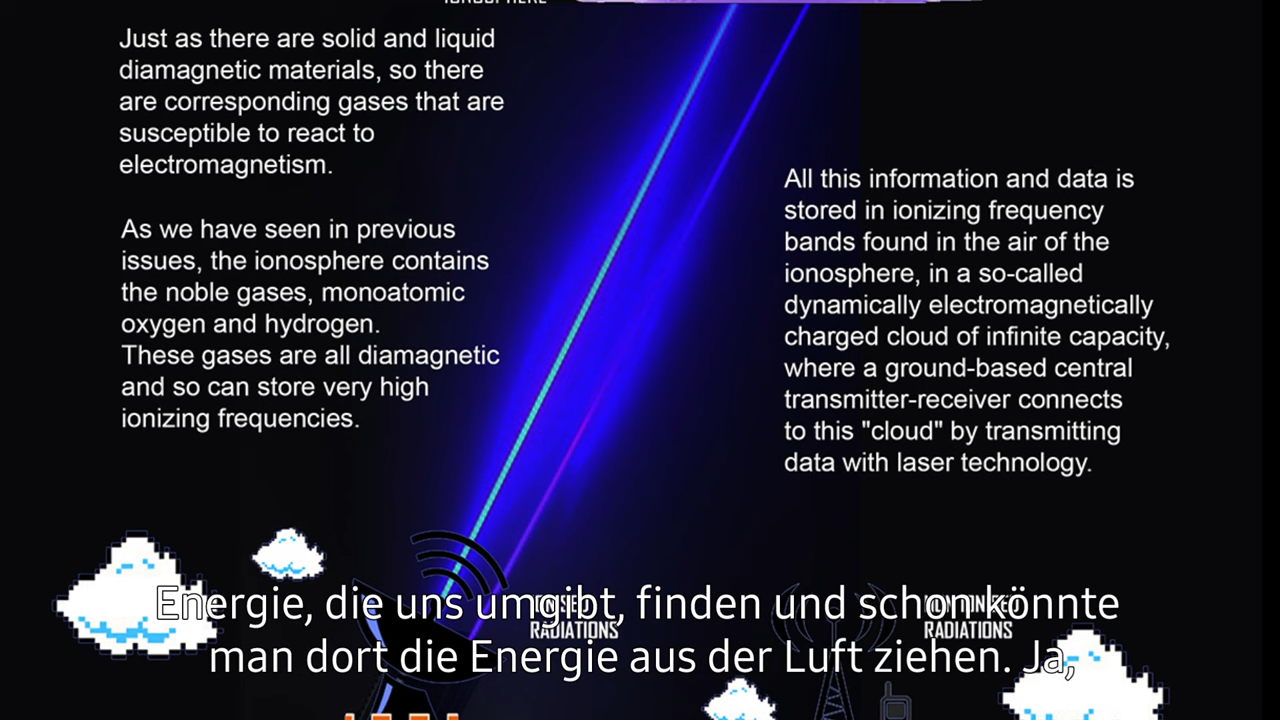 IONOSPHERE
Just as there are solid and liquid
diamagnetic materials, so there
are corresponding gases that are
susceptible to react to
electromagnetism.
As we have seen in previous
issues, the ionosphere contains
the noble gases, monoatomic
oxygen and hydrogen.
These gases are all diamagnetic
and so can store very high
ionizing frequencies.
All this information and data is
stored in ionizing frequency
bands found in the air of the
ionosphere, in a so-called
dynamically electromagnetically
charged cloud of infinite capacity,
where a ground-based central
transmitter-receiver connects
to this "cloud" by transmitting
data with laser technology.
RADIATIONS
RADIATIONS
Energie, die uns umgibt, finden und schon könnte
man dort die Energie aus der Luft ziehen. Ja,